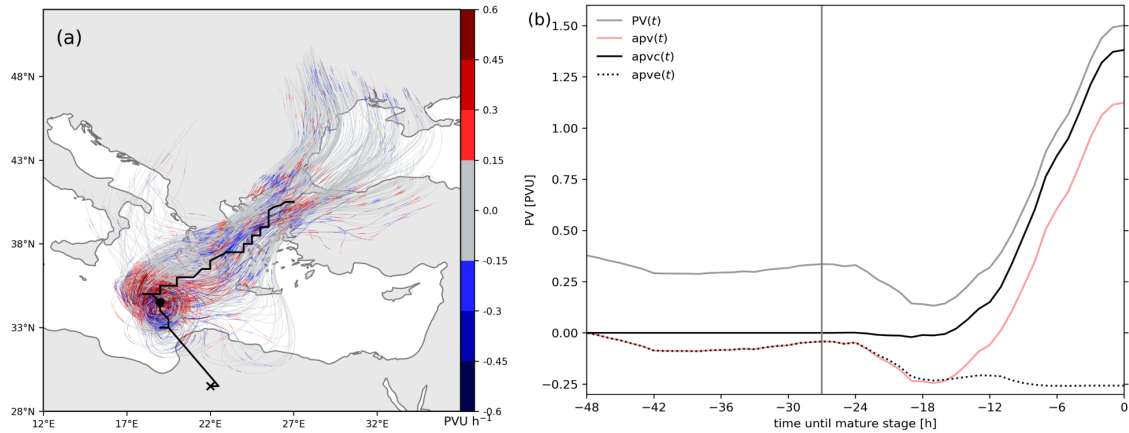 (a)
48°N
43°N
38°N
33°N
28°N
12°E
17°E
22°E
27°E
32°E
0.6
0.45
0.3
0.15
0.0
-0.15
-0.3
-0.45
-0.6
PVU h⁻¹
(b)
PV(t)
apv(t)
apvc(t)
apve(t)
PV [PVU]
1.50
1.25
1.00
0.75
0.50
0.25
0.00
−0.25
−48
−42
−36
−30
−24
−18
−12
−6
0
time until mature stage [h]